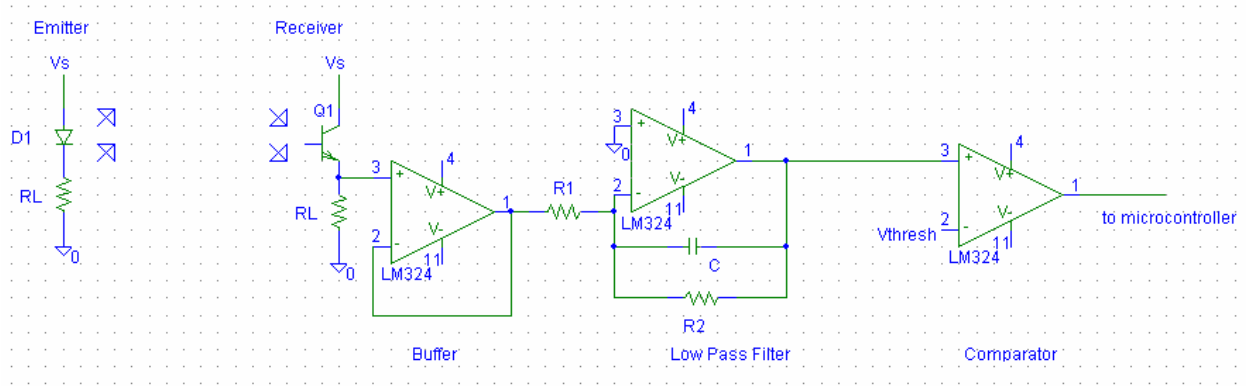 Emitter
Receiver
Vs
Vs
D1
RL
0
Q1
RL
0
3
2
4
1
11
V+
V-
+
-
LM324
R1
3
2
4
1
11
V+
V-
+
-
0
LM324
C
R2
3
2
4
1
11
V+
V-
+
-
Vthresh
LM324
to microcontroller
Buffer
Low Pass Filter
Comparator